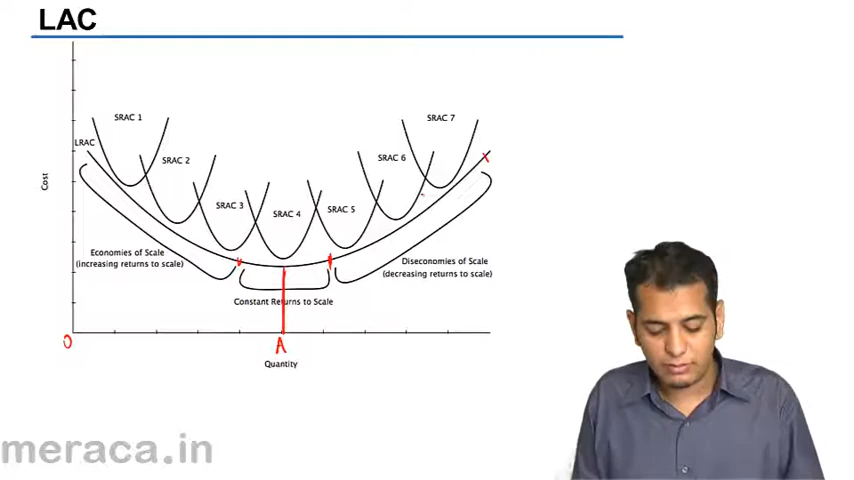 LAC
SRAC 1
SRAC 7
LRAC
SRAC 2
SRAC 6
SRAC 3
SRAC 4
SRAC 5
Cost
Economies of Scale
(increasing returns to scale)
Diseconomies of Scale
(decreasing returns to scale)
Constant Returns to Scale
O
A
Quantity
meraca.in